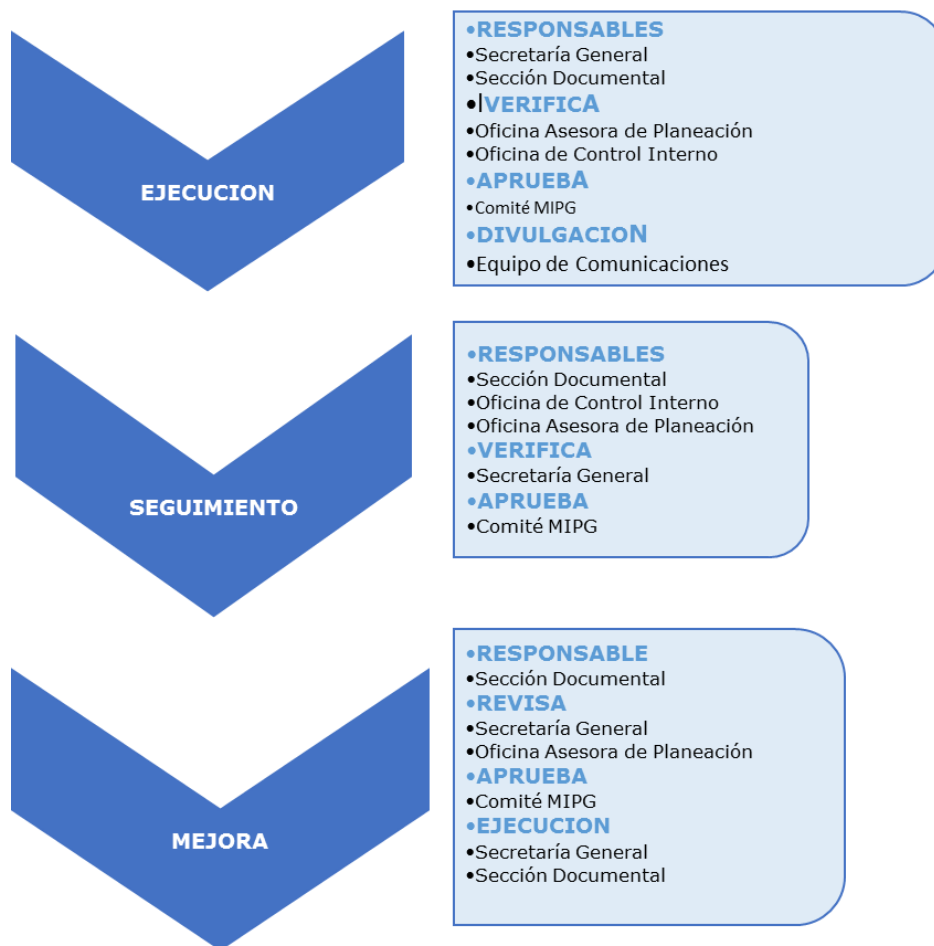 EJECUCION
•RESPONSABLES
•Secretaría General
•Sección Documental
•|VERIFICA
•Oficina Asesora de Planeación
•Oficina de Control Interno
•APRUEBA
•Comité MIPG
•DIVULGACION
•Equipo de Comunicaciones
SEGUIMIENTO
•RESPONSABLES
•Sección Documental
•Oficina de Control Interno
•Oficina Asesora de Planeación
•VERIFICA
•Secretaría General
•APRUEBA
•Comité MIPG
MEJORA
•RESPONSABLE
•Sección Documental
•REVISA
•Secretaría General
•Oficina Asesora de Planeación
•APRUEBA
•Comité MIPG
•EJECUCION
•Secretaría General
•Sección Documental